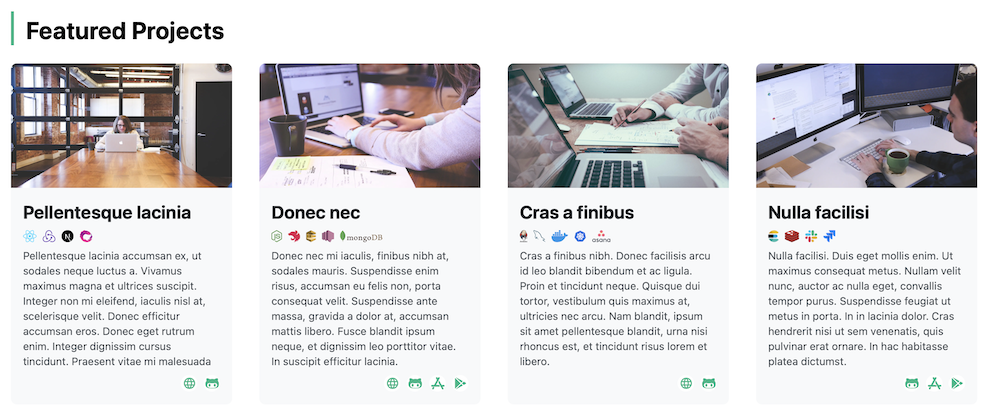 Featured Projects
Pellentesque lacinia
Pellentesque lacinia accumsan ex, ut
sodales neque luctus a. Vivamus
maximus magna et ultrices suscipit.
Integer non mi eleifend, iaculis nisl at,
scelerisque velit. Donec efficitur
accumsan eros. Donec eget rutrum
enim. Integer dignissim cursus
tincidunt. Praesent vitae mi malesuada
Donec nec
mongoDB
Donec nec mi iaculis, finibus nibh at,
sodales mauris. Suspendisse enim
risus, accumsan eu felis non, porta
consequat velit. Suspendisse ante
massa, gravida a dolor at, accumsan
mattis libero. Fusce blandit ipsum
neque, et dignissim leo porttitor vitae.
In suscipit efficitur lacinia.
Cras a finibus
asana
Cras a finibus nibh. Donec facilisis arcu
id leo blandit bibendum et ac ligula.
Proin et tincidunt neque. Quisque dui
tortor, vestibulum quis maximus at,
ultricies nec arcu. Nam blandit, ipsum
sit amet pellentesque blandit, urna nisi
rhoncus est, et tincidunt risus lorem et
libero.
Nulla facilisi
Nulla facilisi. Duis eget mollis enim. Ut
maximus consequat metus. Nullam velit
nunc, auctor ac nulla eget, convallis
tempor purus. Suspendisse feugiat ut
metus in porta. In in lacinia dolor. Cras
hendrerit nisi ut sem venenatis, quis
pulvinar erat ornare. In hac habitasse
platea dictumst.